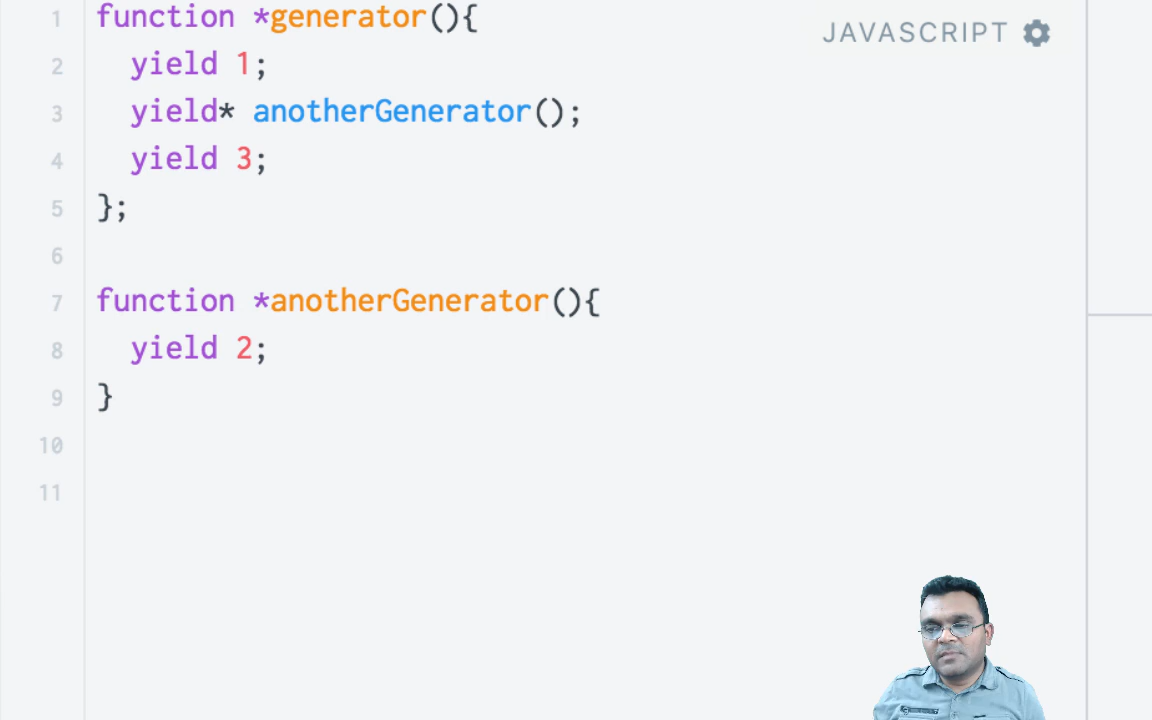 1 function *generator(){
JAVASCRIPT
2 yield 1;
3 yield* anotherGenerator();
4 yield 3;
5 };
6
7 function *anotherGenerator(){
8 yield 2;
9 }
10
11